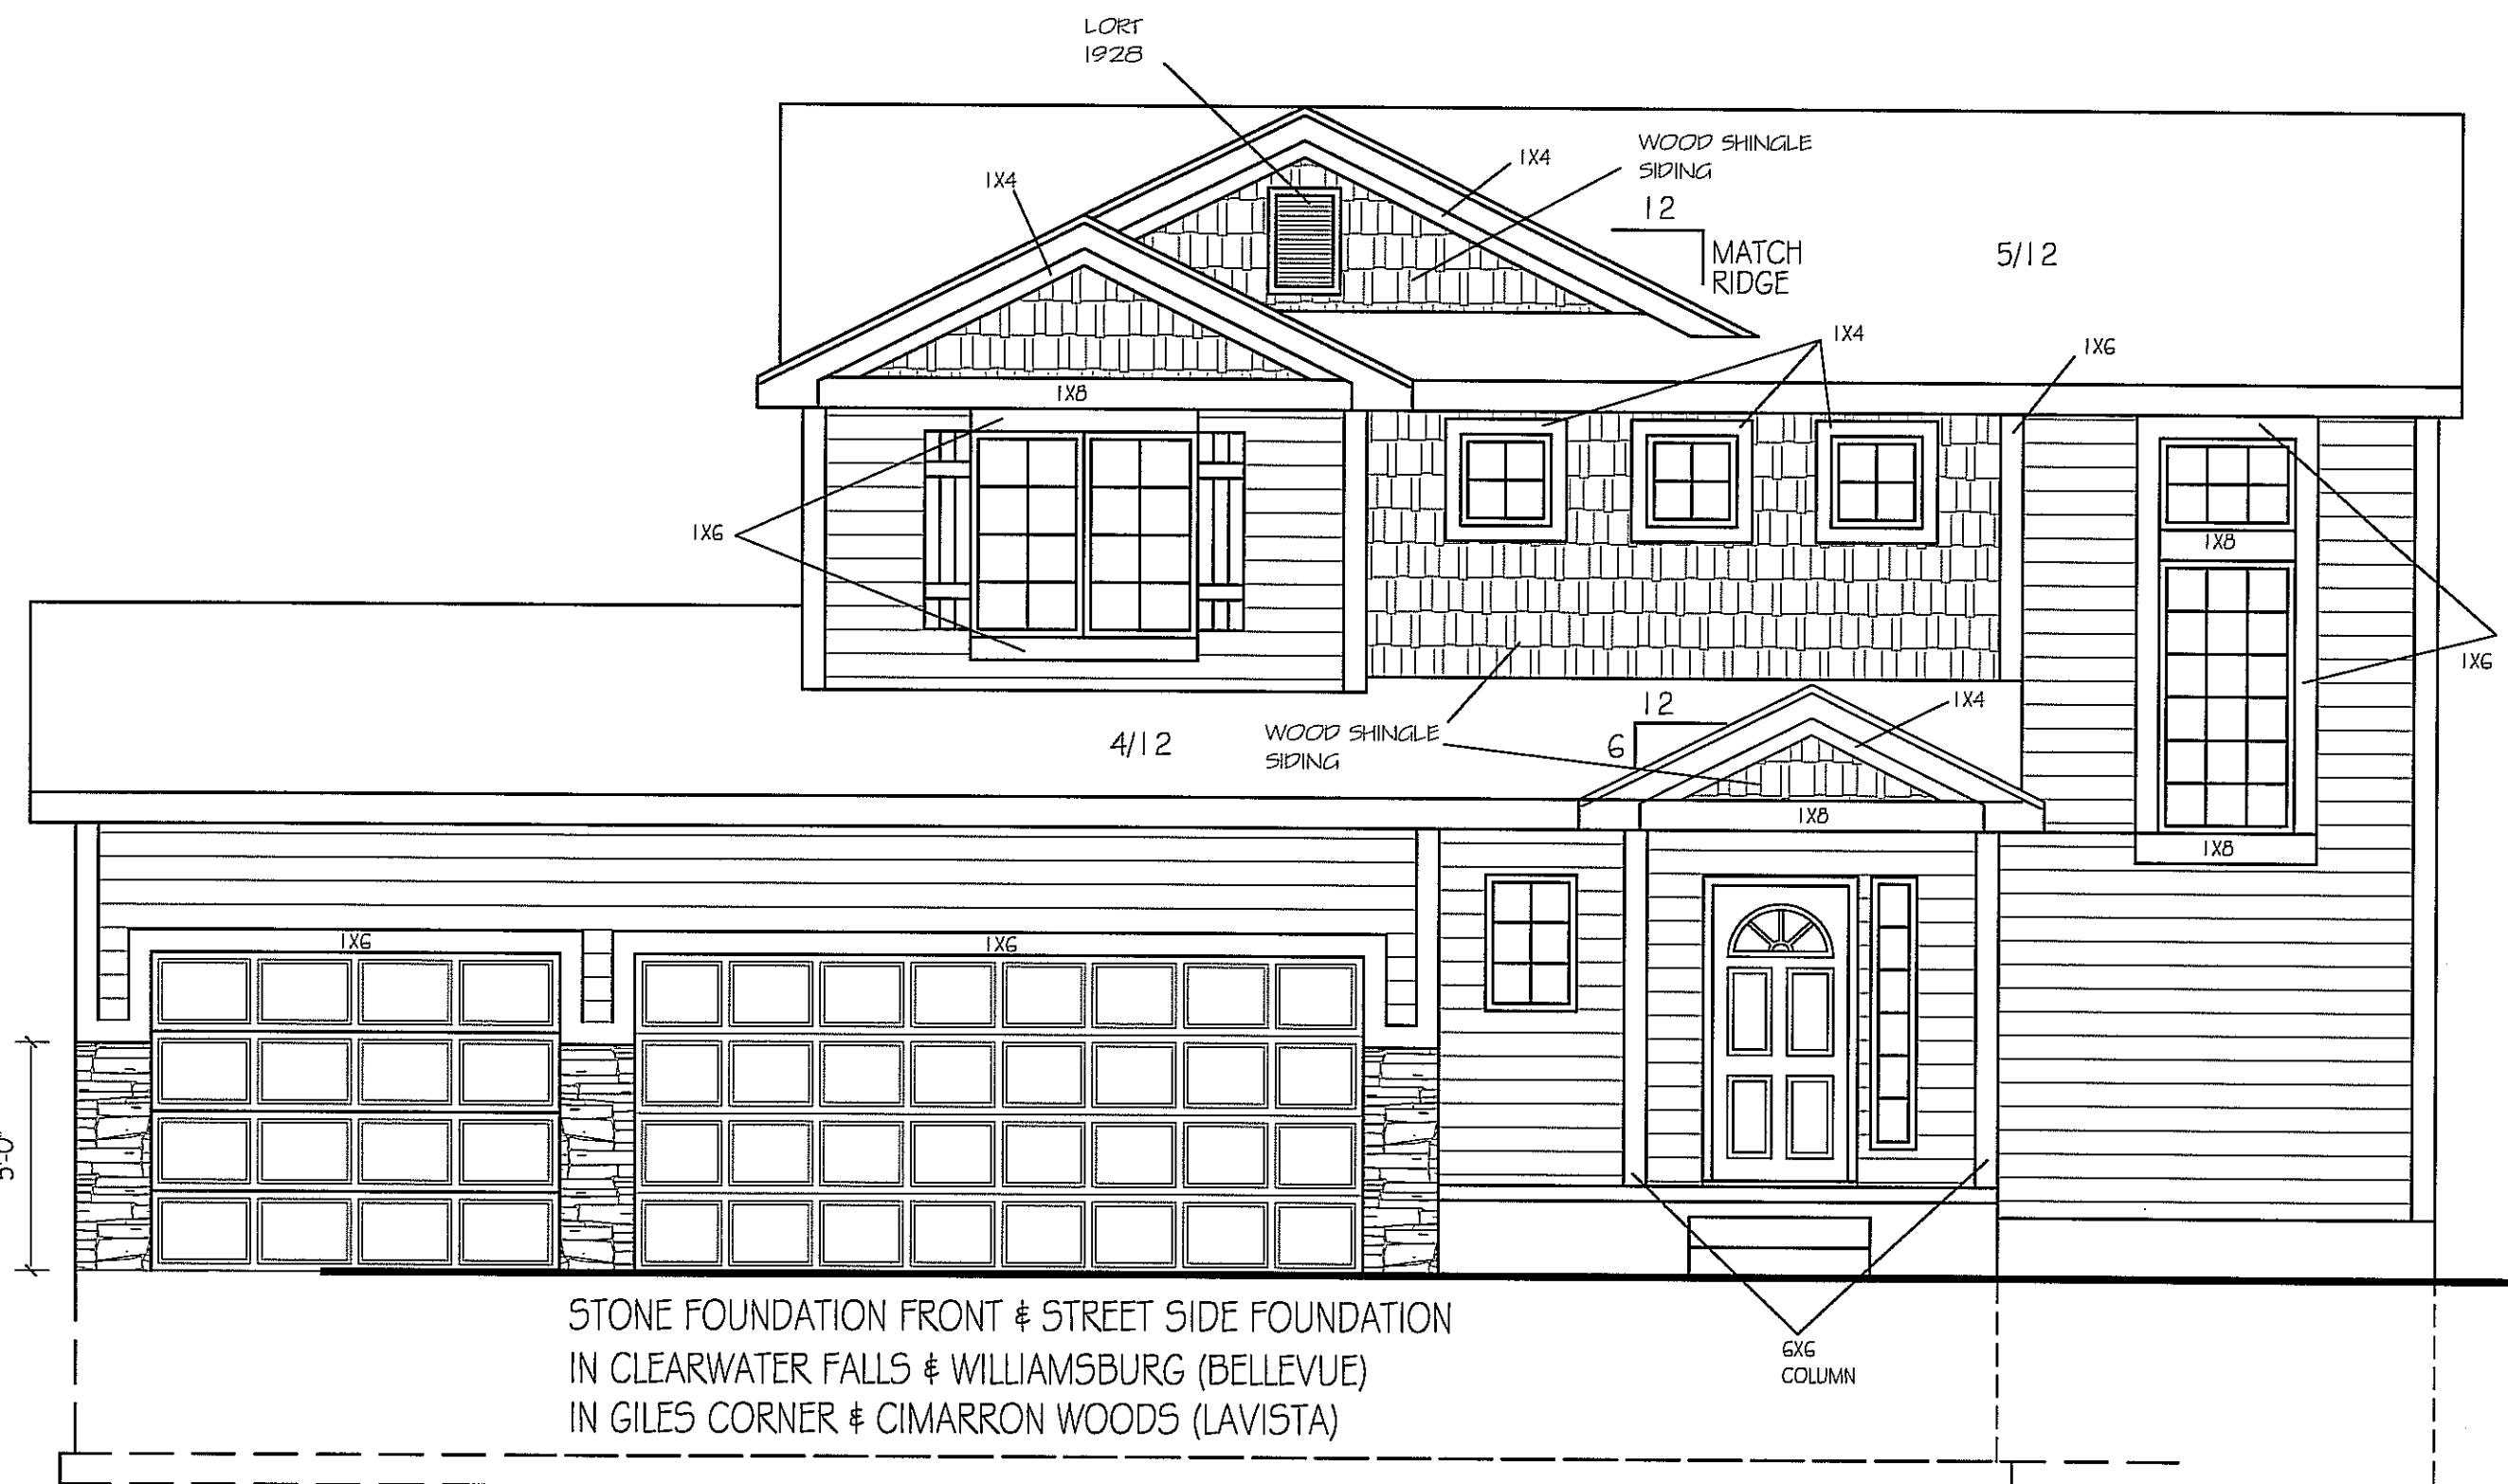 LORT
1928
WOOD SHINGLE
SIDING
1X4
1X4
12
MATCH
RIDGE
5/12
1X4
1X6
1X8
1X6
1X8
1X6
12
1X4
WOOD SHINGLE
SIDING
6
4/12
1X8
1X8
1X6
1X6
5'-0"
STONE FOUNDATION FRONT & STREET SIDE FOUNDATION
IN CLEARWATER FALLS & WILLIAMSBURG (BELLEVUE)
IN GILES CORNER & CIMARRON WOODS (LAVISTA)
6X6
COLUMN